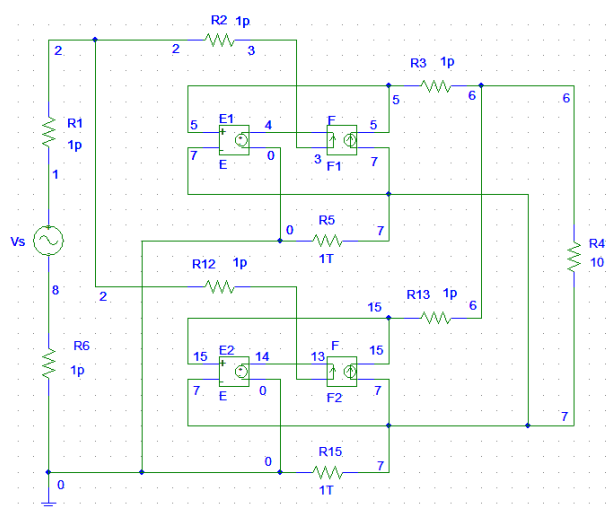 R2 1p
2 2 3
R3 1p
5 6 6
R1
1p
E1 F
5 4 5
7 0 3 7
E F1
1
Vs
R5
0
1T 7
R4
10
R12 1p
8 2
R13 1p
15 6
R6
1p
E2 F
15 14 13 15
7 0 7
E F2
7
R15
0 7
0
1T